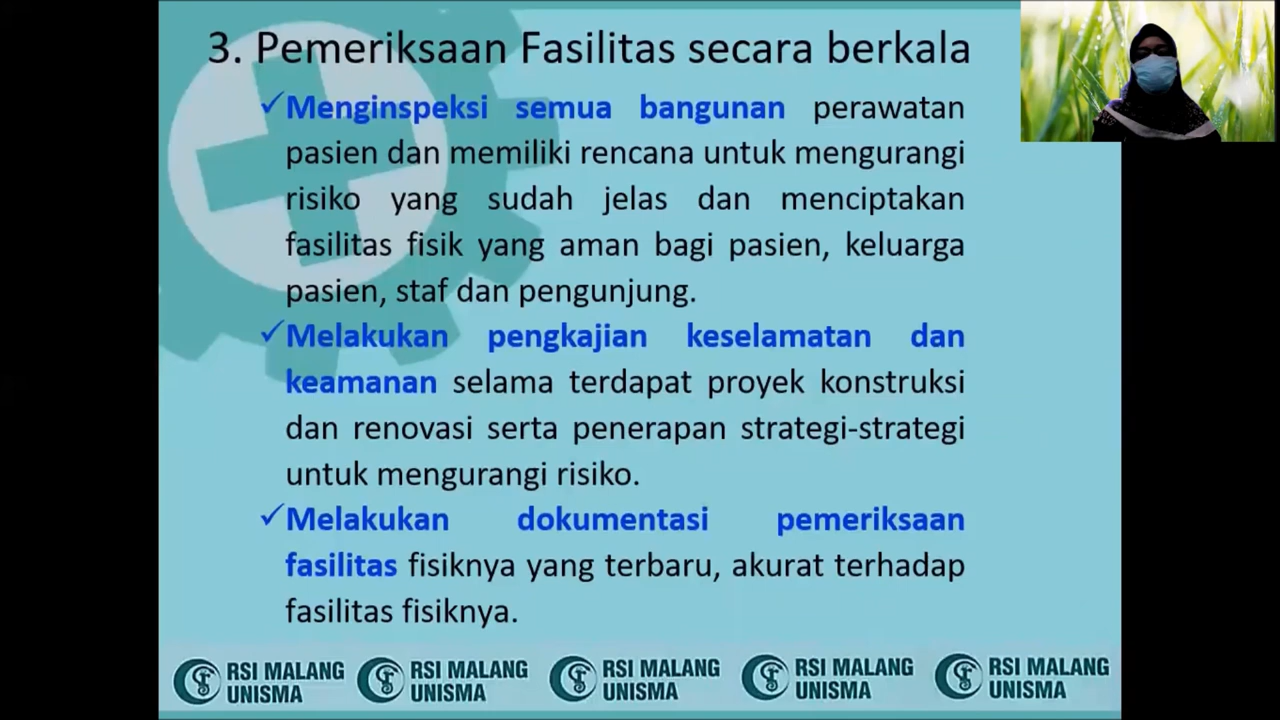 3. Pemeriksaan Fasilitas secara berkala
✓Menginspeksi semua bangunan perawatan
pasien dan memiliki rencana untuk mengurangi
risiko yang sudah jelas dan menciptakan
fasilitas fisik yang aman bagi pasien, keluarga
pasien, staf dan pengunjung.
✓Melakukan pengkajian keselamatan dan
keamanan selama terdapat proyek konstruksi
dan renovasi serta penerapan strategi-strategi
untuk mengurangi risiko.
✓Melakukan dokumentasi pemeriksaan
fasilitas fisiknya yang terbaru, akurat terhadap
fasilitas fisiknya.
RSI MALANG UNISMA
RSI MALANG UNISMA
RSI MALANG UNISMA
RSI MALANG UNISMA
RSI MALANG UNISMA